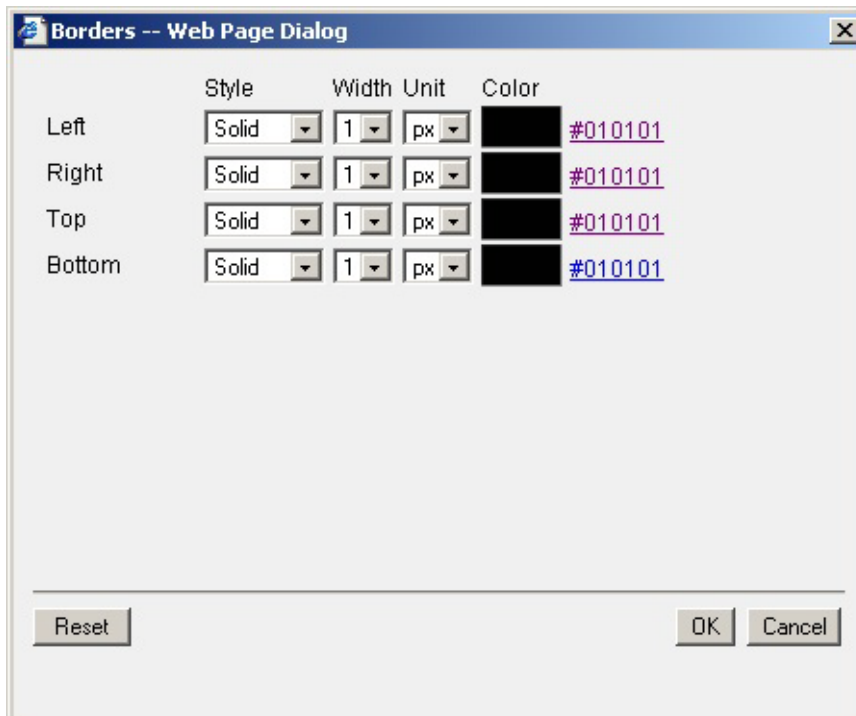 Borders -- Web Page Dialog
Style Width Unit Color
Left Solid 1 px #010101
Right Solid 1 px #010101
Top Solid 1 px #010101
Bottom Solid 1 px #010101
Reset OK Cancel